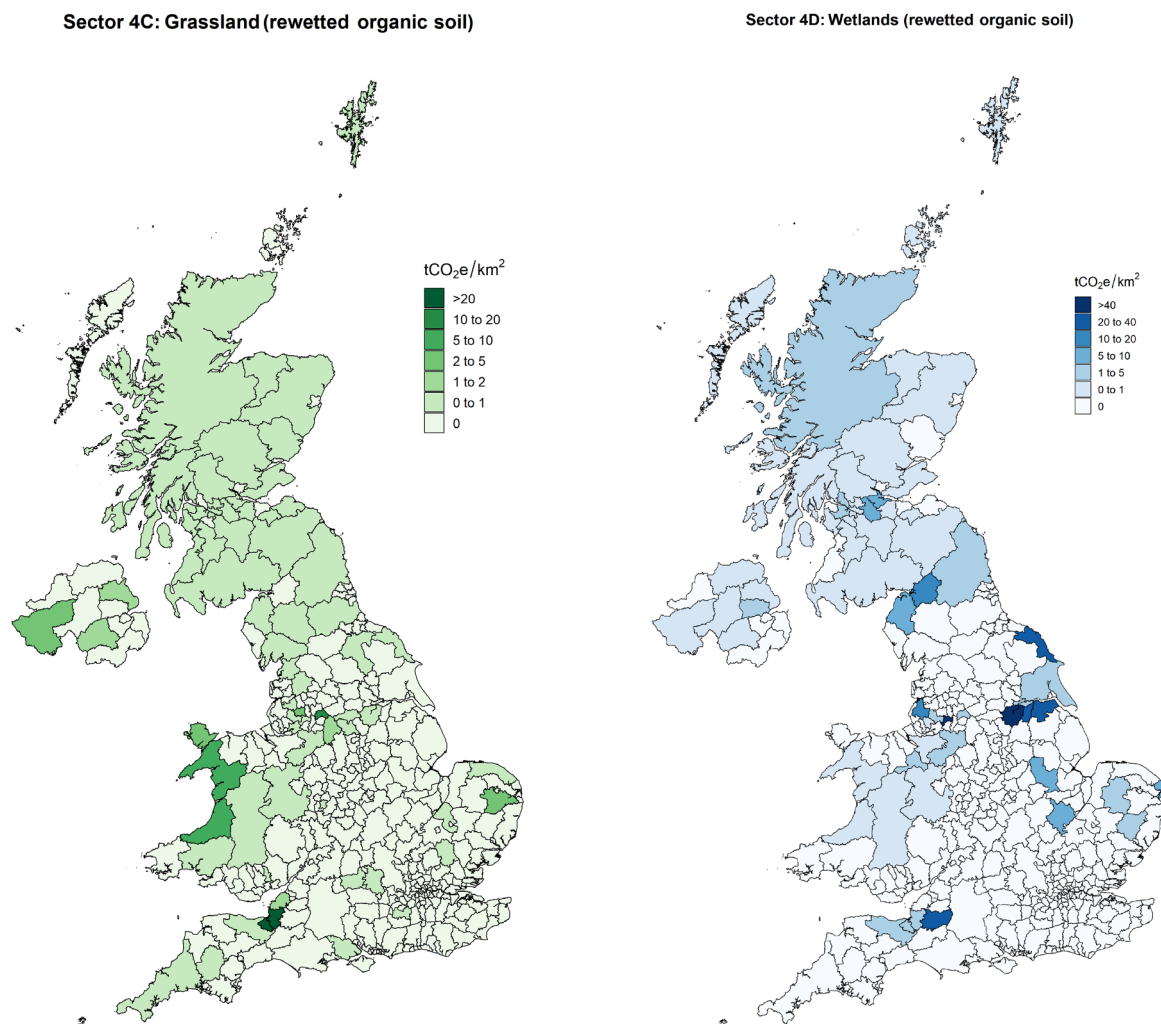 Sector 4C: Grassland (rewetted organic soil)
tCO₂e/km²
>20
10 to 20
5 to 10
2 to 5
1 to 2
0 to 1
0
Sector 4D: Wetlands (rewetted organic soil)
tCO₂e/km²
>40
20 to 40
10 to 20
5 to 10
1 to 5
0 to 1
0